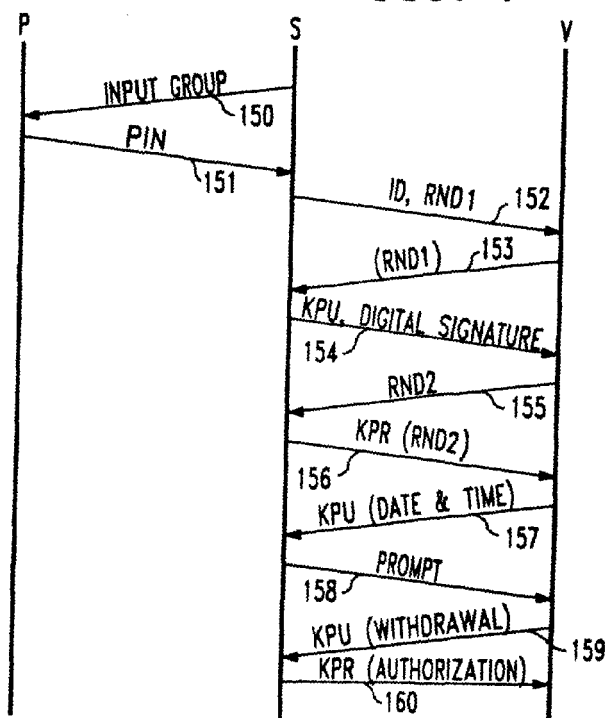 P S V
INPUT GROUP
150
PIN
151
ID, RND1
152
(RND1)
153
KPU, DIGITAL SIGNATURE
154
RND2
155
KPR (RND2)
156
KPU (DATE & TIME)
157
PROMPT
158
KPU (WITHDRAWAL)
159
KPR (AUTHORIZATION)
160